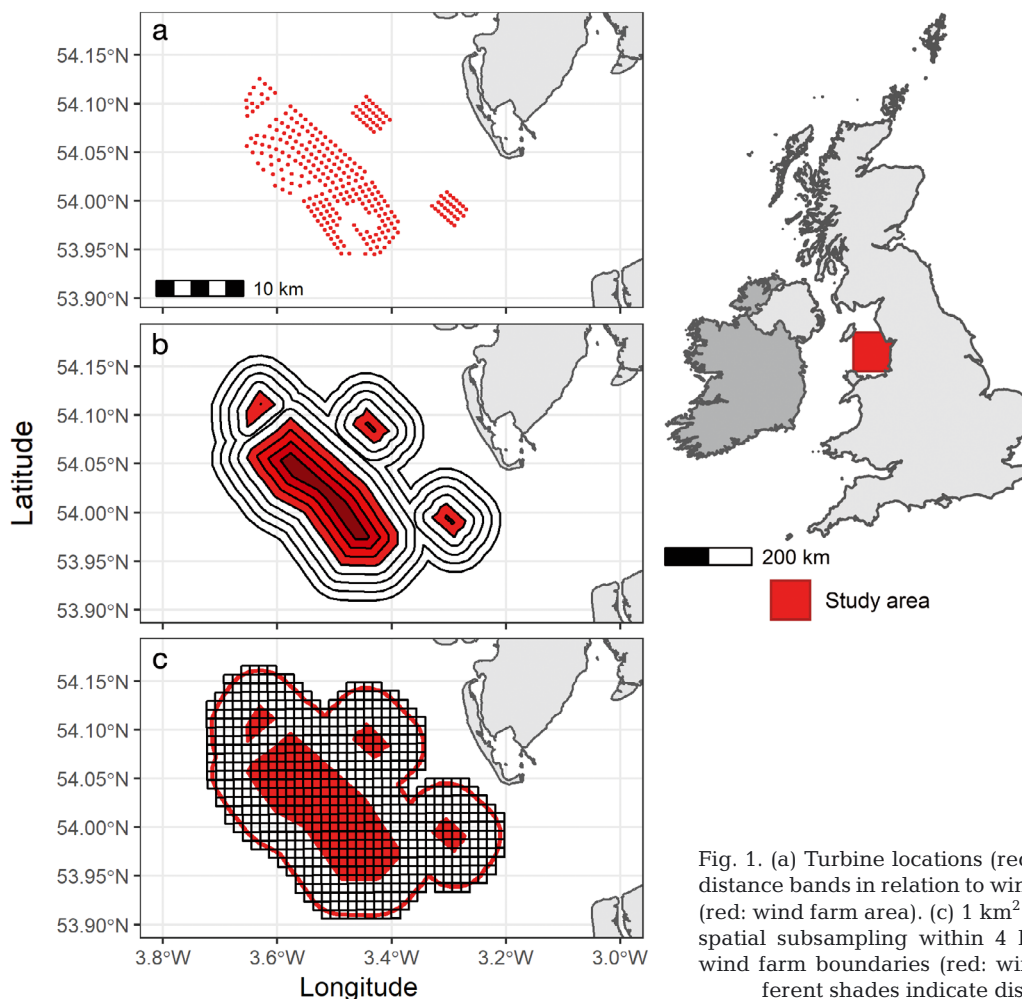 a
54.15°N
54.10°N
54.05°N
54.00°N
53.95°N
53.90°N
10 km
b
54.15°N
54.10°N
54.05°N
54.00°N
53.95°N
53.90°N
Latitude
c
54.15°N
54.10°N
54.05°N
54.00°N
53.95°N
53.90°N
3.8°W 3.6°W 3.4°W 3.2°W 3.0°W
Longitude
200 km
Study area
Fig. 1. (a) Turbine locations (red
distance bands in relation to win
(red: wind farm area). (c) 1 km²
spatial subsampling within 4
wind farm boundaries (red: win
ferent shades indicate dis